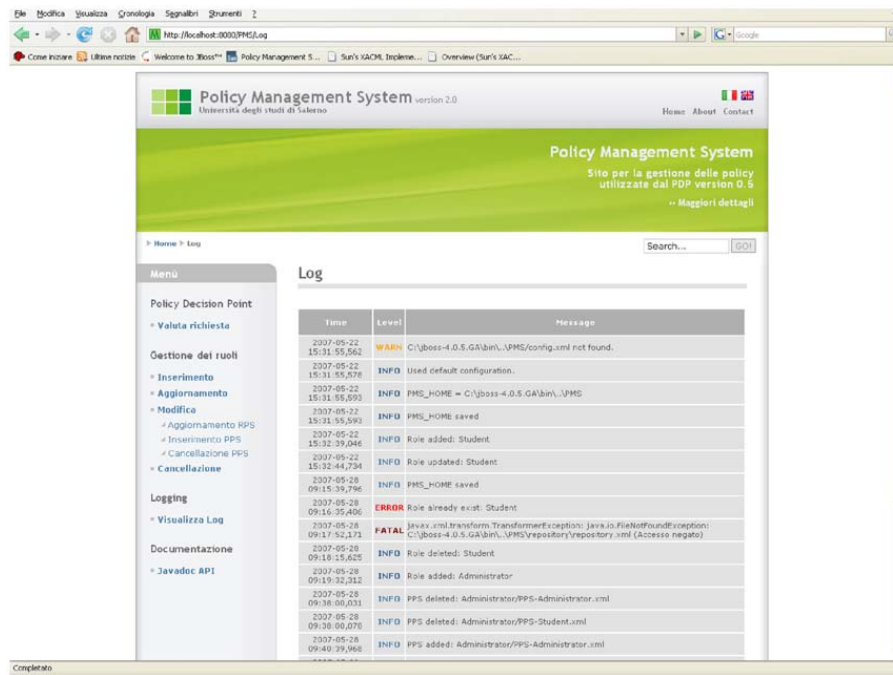 File Modifica Visualizza Cronologia Segnalibri Strumenti ?
http://localhost:8080/PMS/Log
Google
Come iniziare Ultime notizie Welcome to JBoss™ Policy Management S... Sun's XACML Impleme... Overview (Sun's XAC...
Policy Management System version 2.0
Università degli studi di Salerno
Home About Contact
Policy Management System
Sito per la gestione delle policy
utilizzate dal PDP version 0.5
›› Maggiori dettagli
Home > Log
Search... GO!
Menù
Policy Decision Point
Valuta richiesta
Gestione dei ruoli
Inserimento
Aggiornamento
Modifica
Aggiornamento RPS
Inserimento PPS
Cancellazione PPS
Cancellazione
Logging
Visualizza Log
Documentazione
Javadoc API
Log
Time Level Message
2007-05-22 15:31:55,562 WARN C:\jboss-4.0.5.GA\bin\..\PMS/config.xml not found.
2007-05-22 15:31:55,578 INFO Used default configuration.
2007-05-22 15:31:55,593 INFO PMS_HOME = C:\jboss-4.0.5.GA\bin\..\PMS
2007-05-22 15:31:55,593 INFO PMS_HOME saved
2007-05-22 15:32:39,046 INFO Role added: Student
2007-05-22 15:32:44,734 INFO Role updated: Student
2007-05-28 09:15:39,796 INFO PMS_HOME saved
2007-05-28 09:16:35,406 ERROR Role already exist: Student
2007-05-28 09:17:52,171 FATAL javax.xml.transform.TransformerException: java.io.FileNotFoundException: C:\jboss-4.0.5.GA\bin\..\PMS\repository\repository.xml (Accesso negato)
2007-05-28 09:18:15,625 INFO Role deleted: Student
2007-05-28 09:19:32,312 INFO Role added: Administrator
2007-05-28 09:38:00,031 INFO PPS deleted: Administrator/PPS-Administrator.xml
2007-05-28 09:38:00,078 INFO PPS deleted: Administrator/PPS-Student.xml
2007-05-28 09:40:39,968 INFO PPS added: Administrator/PPS-Administrator.xml
Completato